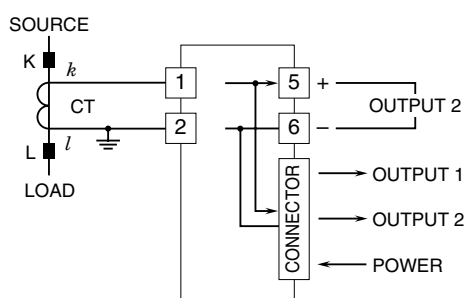 SOURCE
K k
CT
L l
LOAD
1
2
5 +
6 −
OUTPUT 2
CONNECTOR
OUTPUT 1
OUTPUT 2
POWER